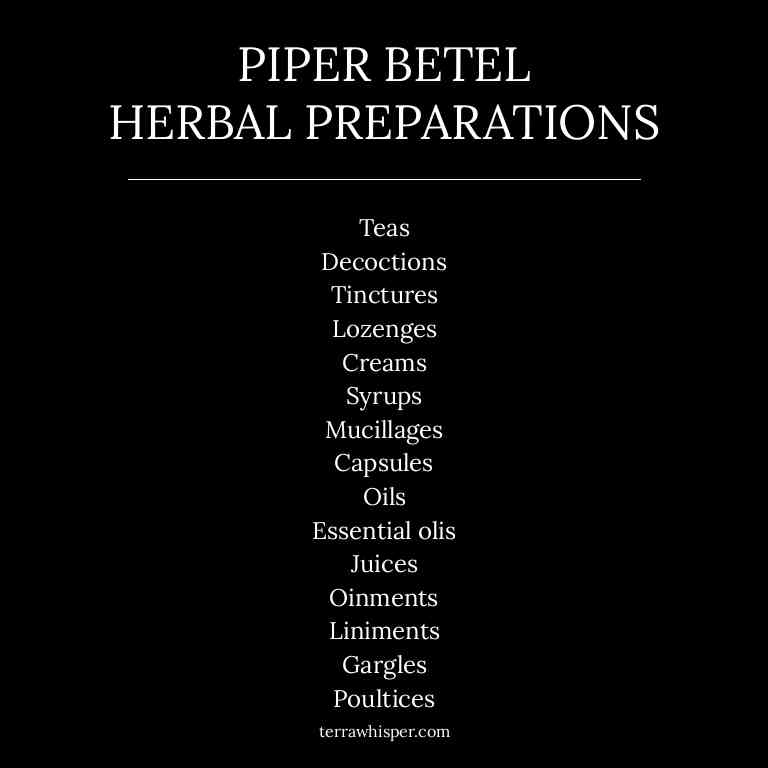 PIPER BETEL
HERBAL PREPARATIONS
Teas
Decoctions
Tinctures
Lozenges
Creams
Syrups
Mucillages
Capsules
Oils
Essential olis
Juices
Oinments
Liniments
Gargles
Poultices
terrawhisper.com